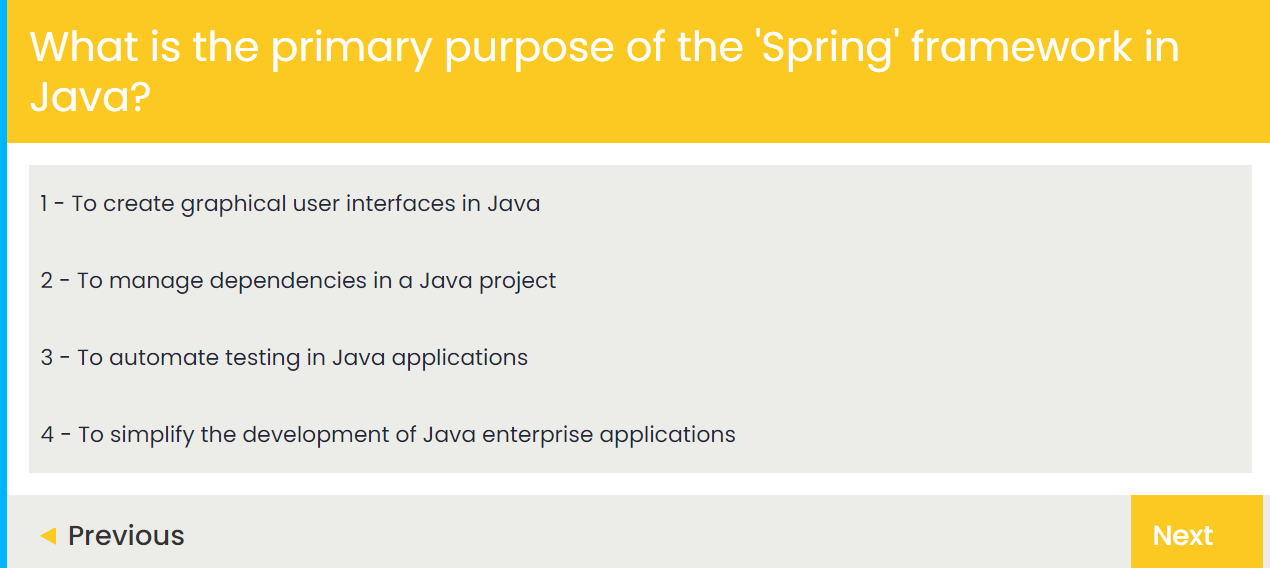 What is the primary purpose of the 'Spring' framework in
Java?
1 - To create graphical user interfaces in Java
2 - To manage dependencies in a Java project
3 - To automate testing in Java applications
4 - To simplify the development of Java enterprise applications
Previous
Next